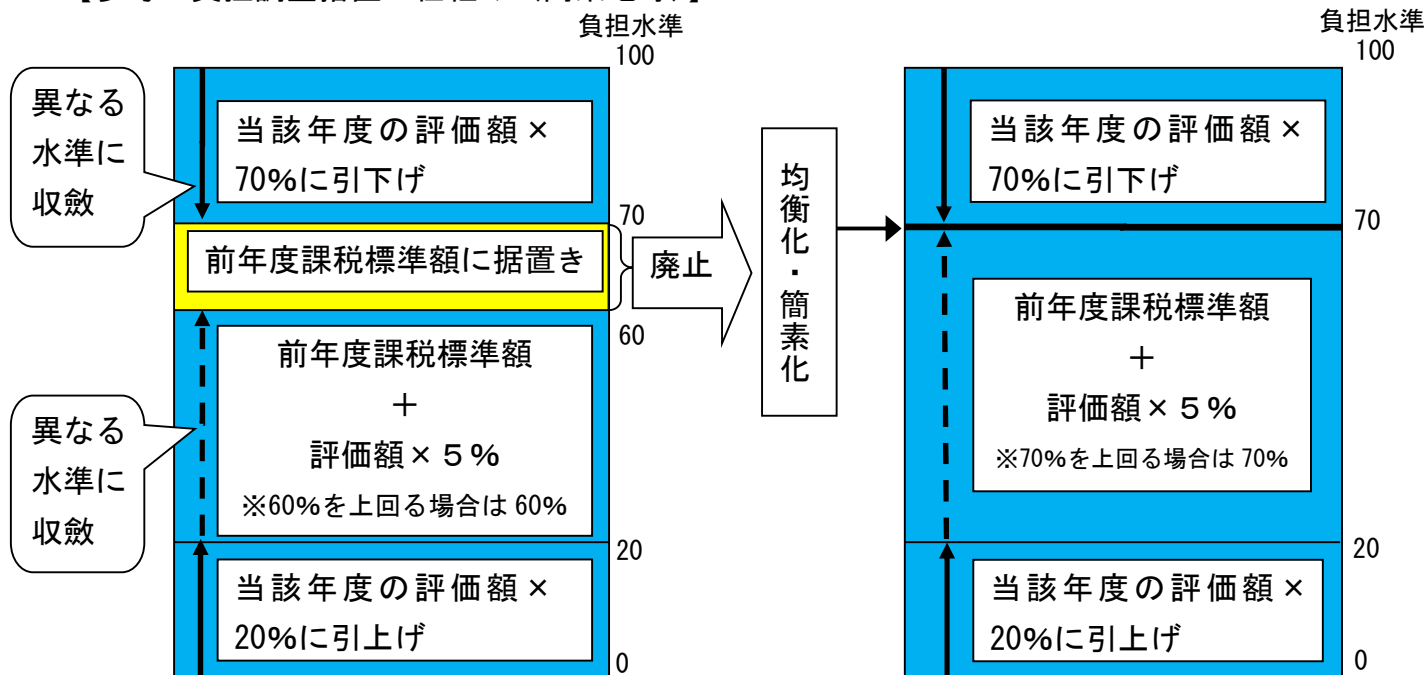 負担水準
100
異なる
水準に
収斂
当該年度の評価額×
70%に引下げ
70
前年度課税標準額に据置き
廃止
60
前年度課税標準額
＋
評価額×５%
※60%を上回る場合は 60%
異なる
水準に
収斂
20
当該年度の評価額×
20%に引上げ
0
均衡化・簡素化
負担水準
100
当該年度の評価額×
70%に引下げ
70
前年度課税標準額
＋
評価額×５%
※70%を上回る場合は 70%
20
当該年度の評価額×
20%に引上げ
0